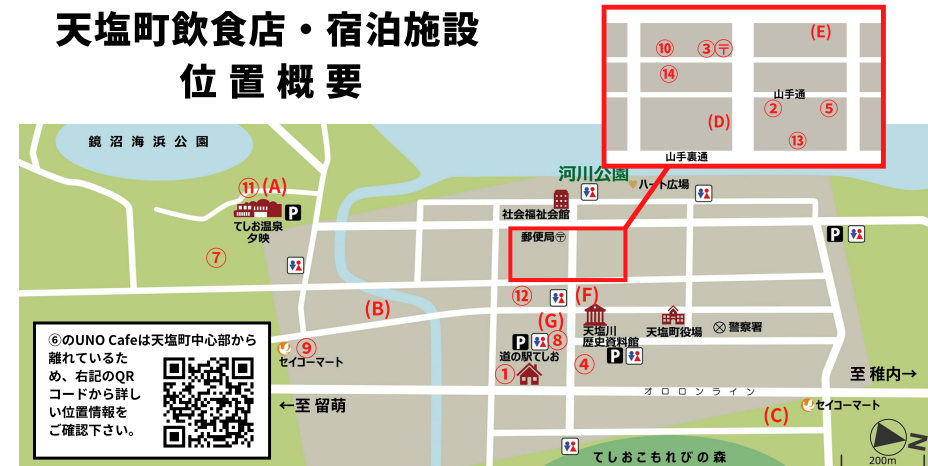 天塩町飲食店・宿泊施設
位置概要
(E)
⑩
③〒
⑭
山手通
②
⑤
(D)
⑬
山手裏通
鏡沼海浜公園
河川公園
ハート広場
⑪(A)
P
社会福祉会館
てしお温泉
夕映
郵便局〒
P
⑦
⑫
(F)
(B)
(G)
天塩川
歴史資料館
天塩町役場
警察署
P
⑧
道の駅てしお
P
⑥のUNO Cafeは天塩町中心部から
離れているた
め、右記のQR
コードから詳し
い位置情報を
ご確認下さい。
⑨
セイコーマート
①
④
至 稚内→
オロロンライン
←至 留萌
セイコーマート
(C)
てしおこもれびの森
N
200m